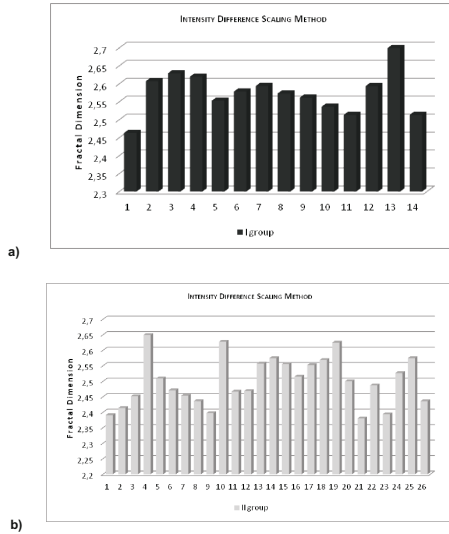 INTENSITY DIFFERENCE SCALING METHOD
Fractal Dimension
2,7
2,65
2,6
2,55
2,5
2,45
2,4
2,35
2,3
1 2 3 4 5 6 7 8 9 10 11 12 13 14
I group
a)
INTENSITY DIFFERENCE SCALING METHOD
Fractal Dimension
2,7
2,65
2,6
2,55
2,5
2,45
2,4
2,35
2,3
2,25
2,2
1 2 3 4 5 6 7 8 9 10 11 12 13 14 15 16 17 18 19 20 21 22 23 24 25 26
II group
b)